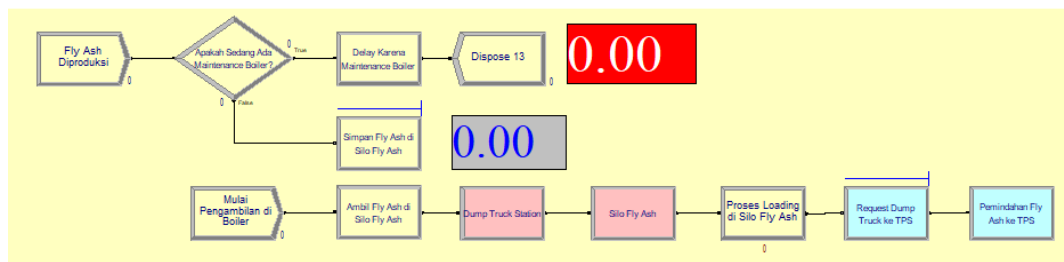 Fly Ash
Diproduksi
0
Apakah Sedang Ada
Maintenance Boiler?
0
True
0
False
Delay Karena
Maintenance Boiler
Dispose 13
0
0.00
Simpan Fly Ash di
Silo Fly Ash
0.00
Mulai
Pengambilan di
Boiler
0
Ambil Fly Ash di
Silo Fly Ash
Dump Truck Station
Silo Fly Ash
Proses Loading
di Silo Fly Ash
0
Request Dump
Truck ke TPS
Pemindahan Fly
Ash ke TPS